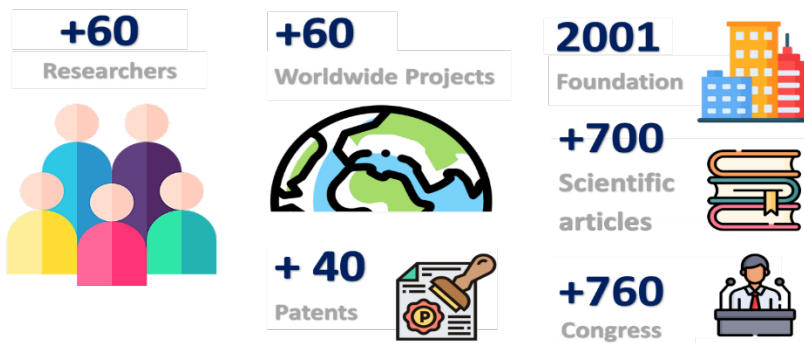 +60
Researchers
+60
Worldwide Projects
+ 40
Patents
P
2001
Foundation
+700
Scientific
articles
+760
Congress